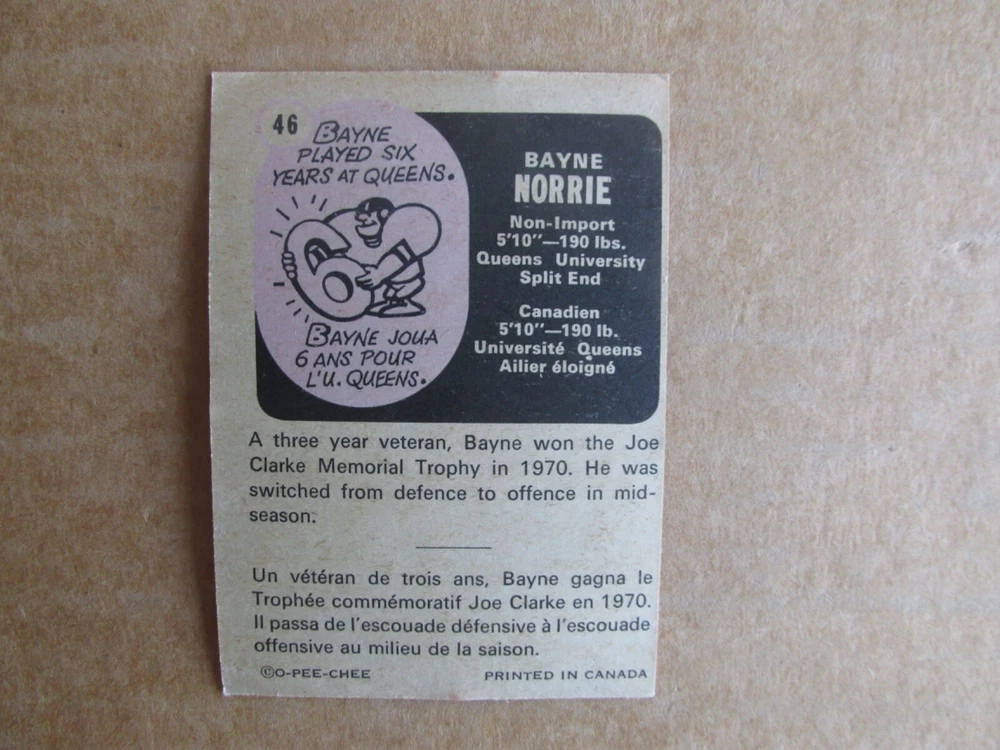 46
BAYNE
PLAYED SIX
YEARS AT QUEENS.
6
BAYNE JOUA
6 ANS POUR
L'U. QUEENS.
BAYNE
NORRIE
Non-Import
5'10"—190 lbs.
Queens University
Split End
Canadien
5'10"—190 lb.
Université Queens
Ailier éloigné
A three year veteran, Bayne won the Joe
Clarke Memorial Trophy in 1970. He was
switched from defence to offence in mid-
season.
Un vétéran de trois ans, Bayne gagna le
Trophée commémoratif Joe Clarke en 1970.
Il passa de l'escouade défensive à l'escouade
offensive au milieu de la saison.
©O-PEE-CHEE
PRINTED IN CANADA